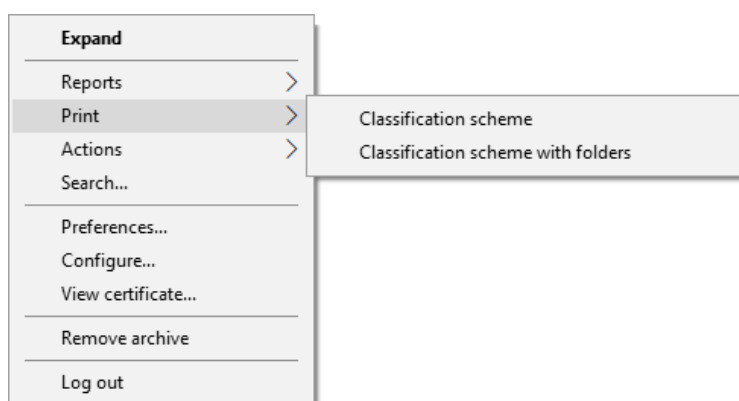 Expand
Reports
Print
Classification scheme
Classification scheme with folders
Actions
Search...
Preferences...
Configure...
View certificate...
Remove archive
Log out